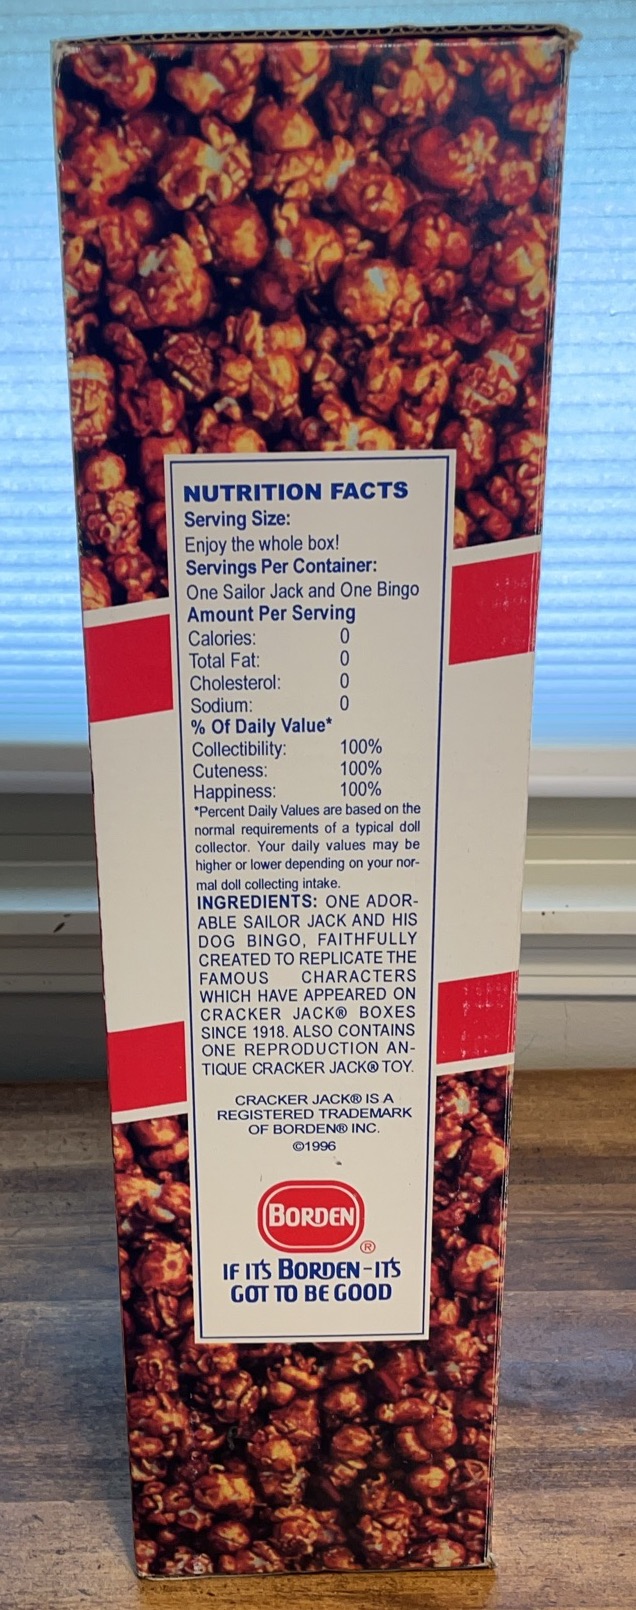 NUTRITION FACTS
Serving Size:
Enjoy the whole box!
Servings Per Container:
One Sailor Jack and One Bingo
Amount Per Serving
Calories: 0
Total Fat: 0
Cholesterol: 0
Sodium: 0
% Of Daily Value*
Collectibility: 100%
Cuteness: 100%
Happiness: 100%
*Percent Daily Values are based on the
normal requirements of a typical doll
collector. Your daily values may be
higher or lower depending on your nor-
mal doll collecting intake.
INGREDIENTS: ONE ADOR-
ABLE SAILOR JACK AND HIS
DOG BINGO, FAITHFULLY
CREATED TO REPLICATE THE
FAMOUS CHARACTERS
WHICH HAVE APPEARED ON
CRACKER JACK® BOXES
SINCE 1918. ALSO CONTAINS
ONE REPRODUCTION AN-
TIQUE CRACKER JACK® TOY.
CRACKER JACK® IS A
REGISTERED TRADEMARK
OF BORDEN® INC.
©1996
BORDEN
®
IF IT'S BORDEN-IT'S
GOT TO BE GOOD